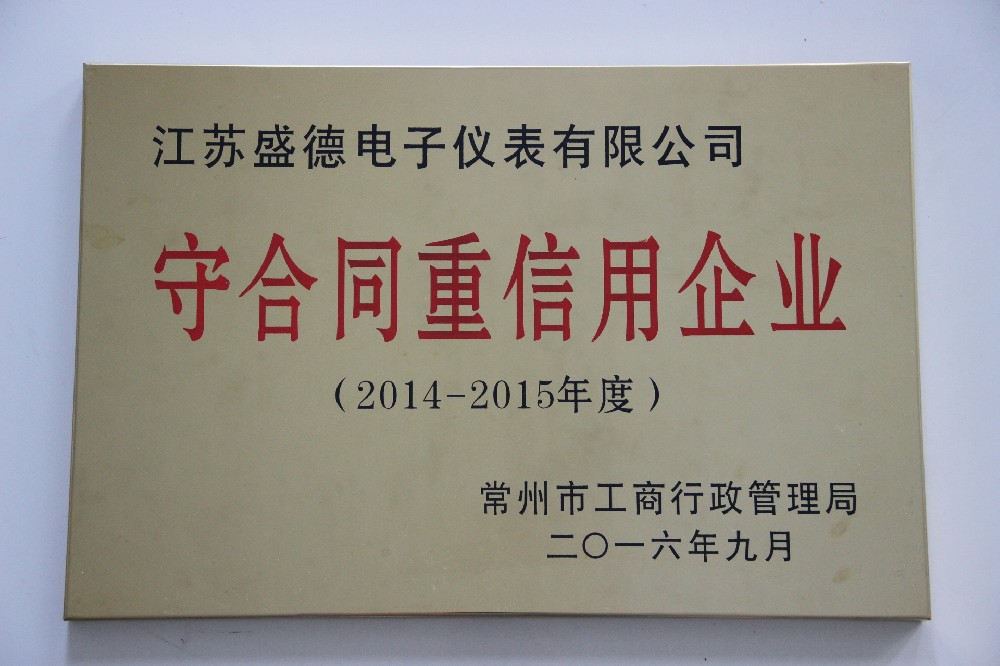 江苏盛德电子仪表有限公司
守合同重信用企业
（2014-2015年度）
常州市工商行政管理局
二〇一六年九月